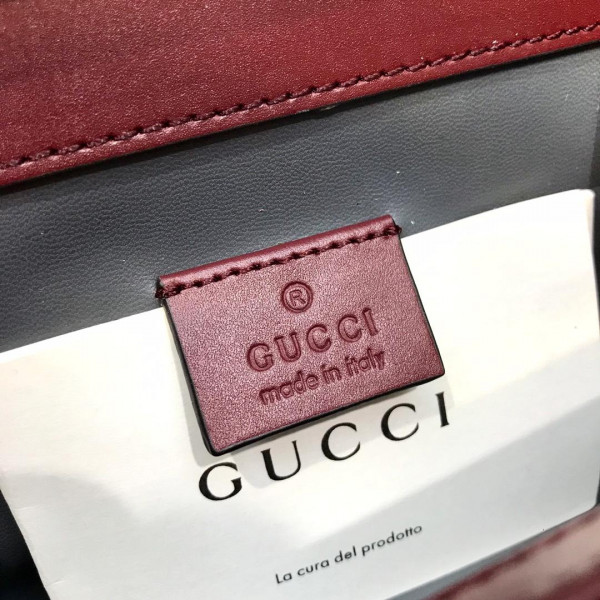 ®
GUCCI
made in italy
GUCCI
La cura del prodotto